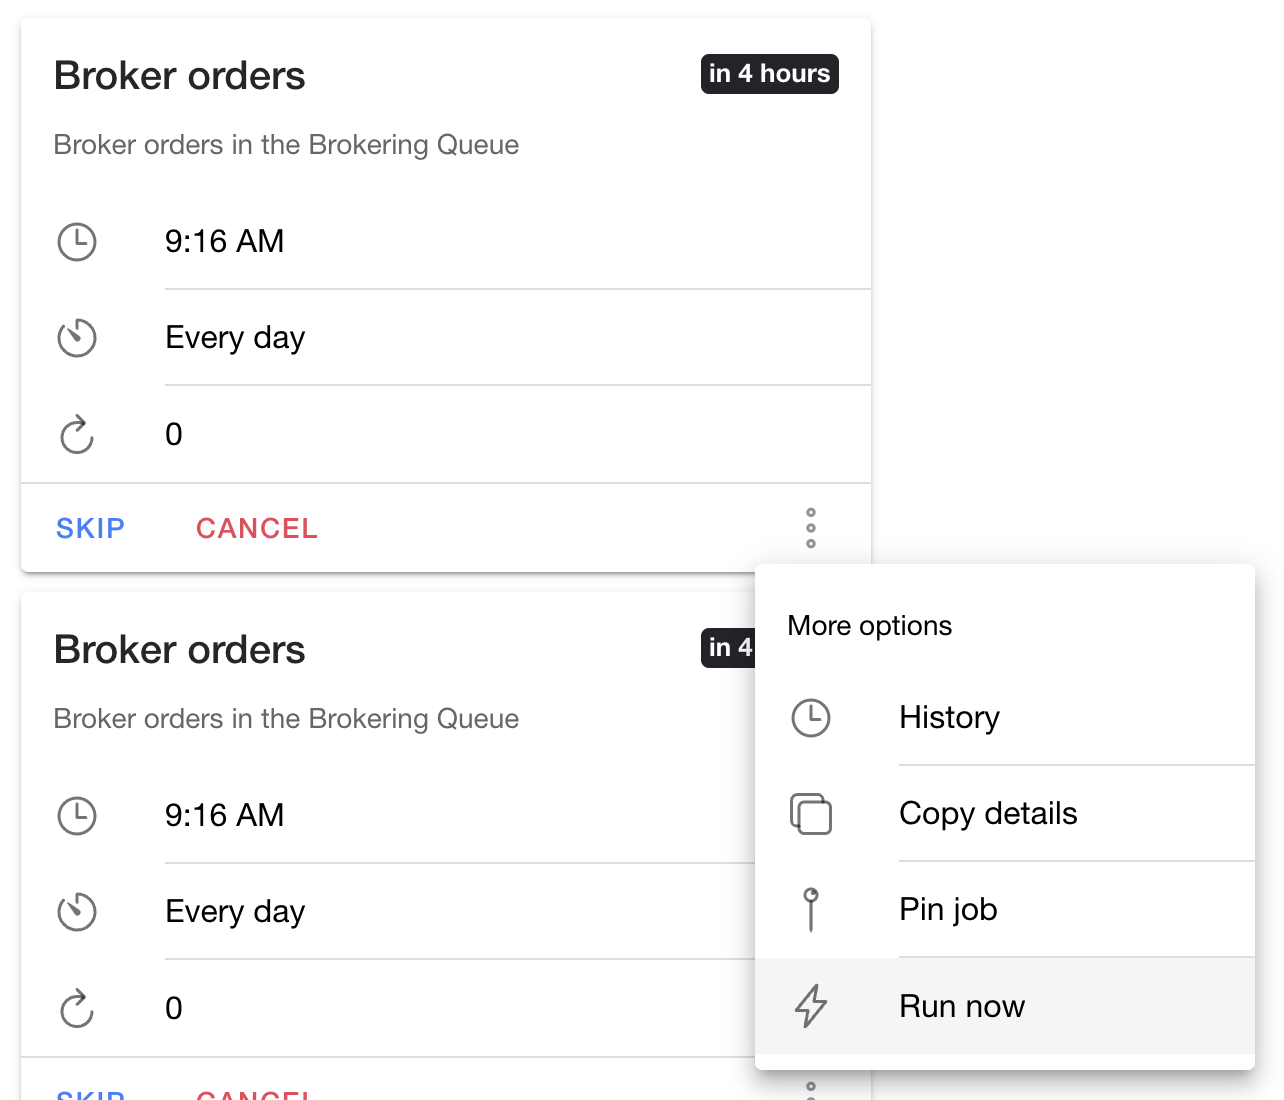 Broker orders
in 4 hours
Broker orders in the Brokering Queue
9:16 AM
Every day
0
SKIP
CANCEL
Broker orders
in 4
Broker orders in the Brokering Queue
9:16 AM
Every day
0
SKIP
CANCEL
More options
History
Copy details
Pin job
Run now